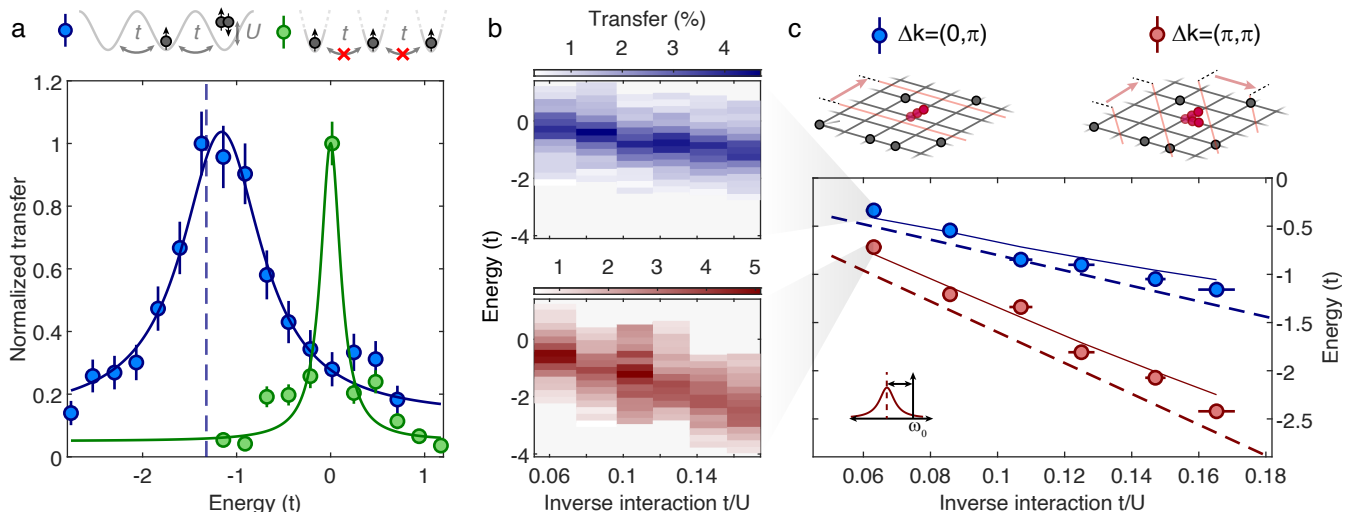 a
t
t
U
t
t
1.2
1
0.8
0.6
0.4
0.2
0
Normalized transfer
-2
-1
0
1
Energy (t)
b
Transfer (%)
1 2 3 4
0
-2
-4
Energy (t)
1 2 3 4 5
0
-2
-4
0.06 0.1 0.14
Inverse interaction t/U
c
Δk=(0,π)
Δk=(π,π)
0
-0.5
-1
-1.5
-2
-2.5
Energy (t)
ω0
0.06 0.08 0.1 0.12 0.14 0.16 0.18
Inverse interaction t/U